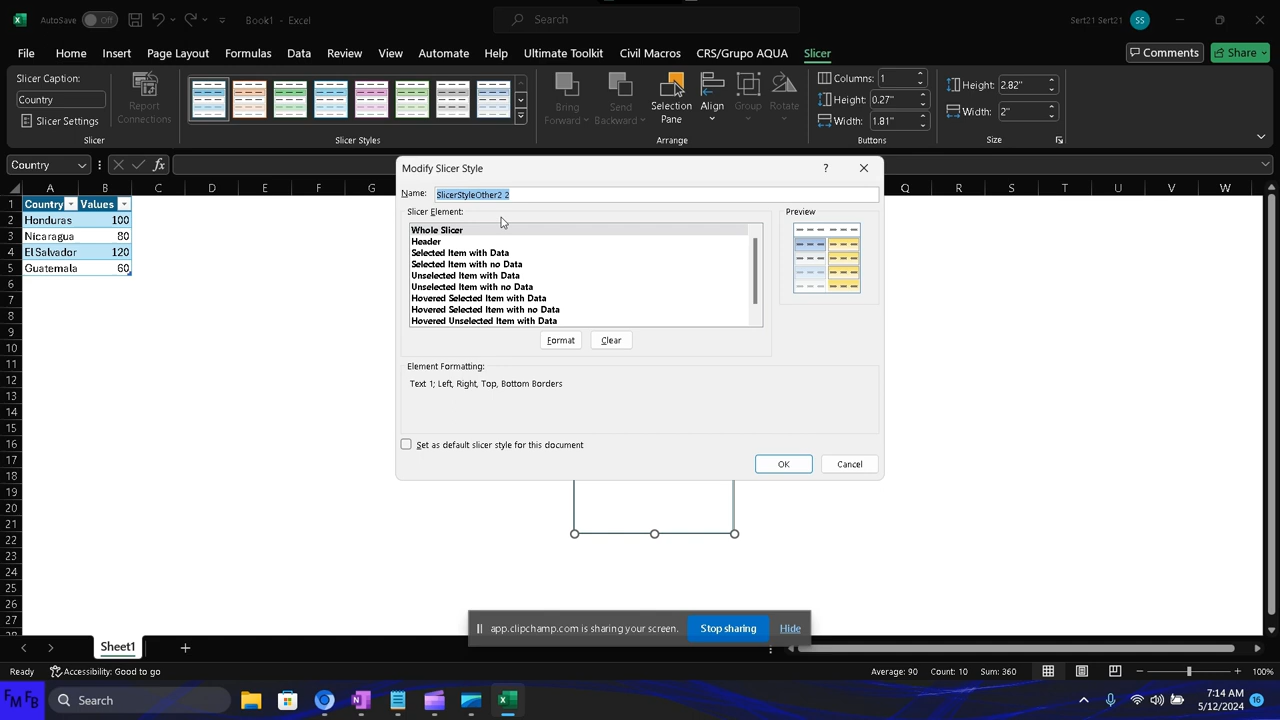 AutoSave Off Book1 - Excel Search Sert21 Sert21 SS
File Home Insert Page Layout Formulas Data Review View Automate Help Ultimate Toolkit Civil Macros CRS/Grupo AQUA Slicer Comments Share
Slicer Caption:
Country
Slicer Settings
Slicer
Report Connections
Slicer Styles
Bring Forward
Send Backward
Selection Pane
Align
Group
Rotate
Arrange
Columns: 1
Height: 0.27"
Width: 1.81"
Buttons
Height: 2.82"
Width: 2"
Size
Country fx
A B C D E F G Q R S T U V W
1 Country Values
2 Honduras 100
3 Nicaragua 80
4 El Salvador 120
5 Guatemala 60
6
7
8
9
10
11
12
13
14
15
16
17
18
19
20
21
22
23
24
25
26
27
28
Modify Slicer Style ?
Name: SlicerStyleOther2 2
Slicer Element:
Whole Slicer
Header
Selected Item with Data
Selected Item with no Data
Unselected Item with Data
Unselected Item with no Data
Hovered Selected Item with Data
Hovered Selected Item with no Data
Hovered Unselected Item with Data
Preview
Format Clear
Element Formatting:
Text 1; Left, Right, Top, Bottom Borders
Set as default slicer style for this document
OK Cancel
app.clipchamp.com is sharing your screen. Stop sharing Hide
Sheet1
Ready Accessibility: Good to go Average: 90 Count: 10 Sum: 360 100%
FMFB Search
7:14 AM
5/12/2024
16